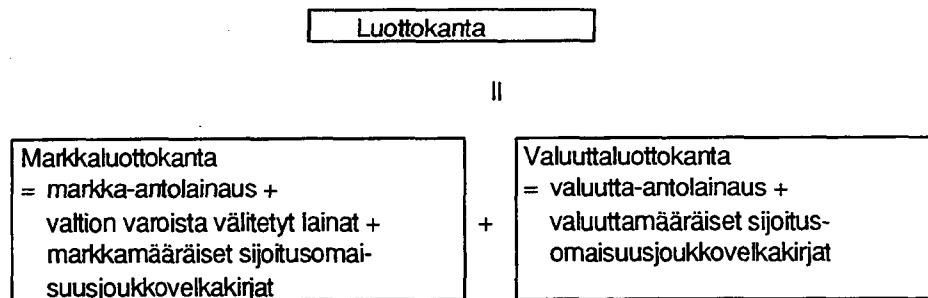 Luottokanta
=
Markkaluottokanta
= markka-antolainaus +
valtion varoista välitetyt lainat +
markkamääräiset sijoitusomai-
suusjoukkovelkakirjat
+
Valuuttaluottokanta
= valuutta-antolainaus +
valuuttamääräiset sijoitus-
omaisuusjoukkovelkakirjat